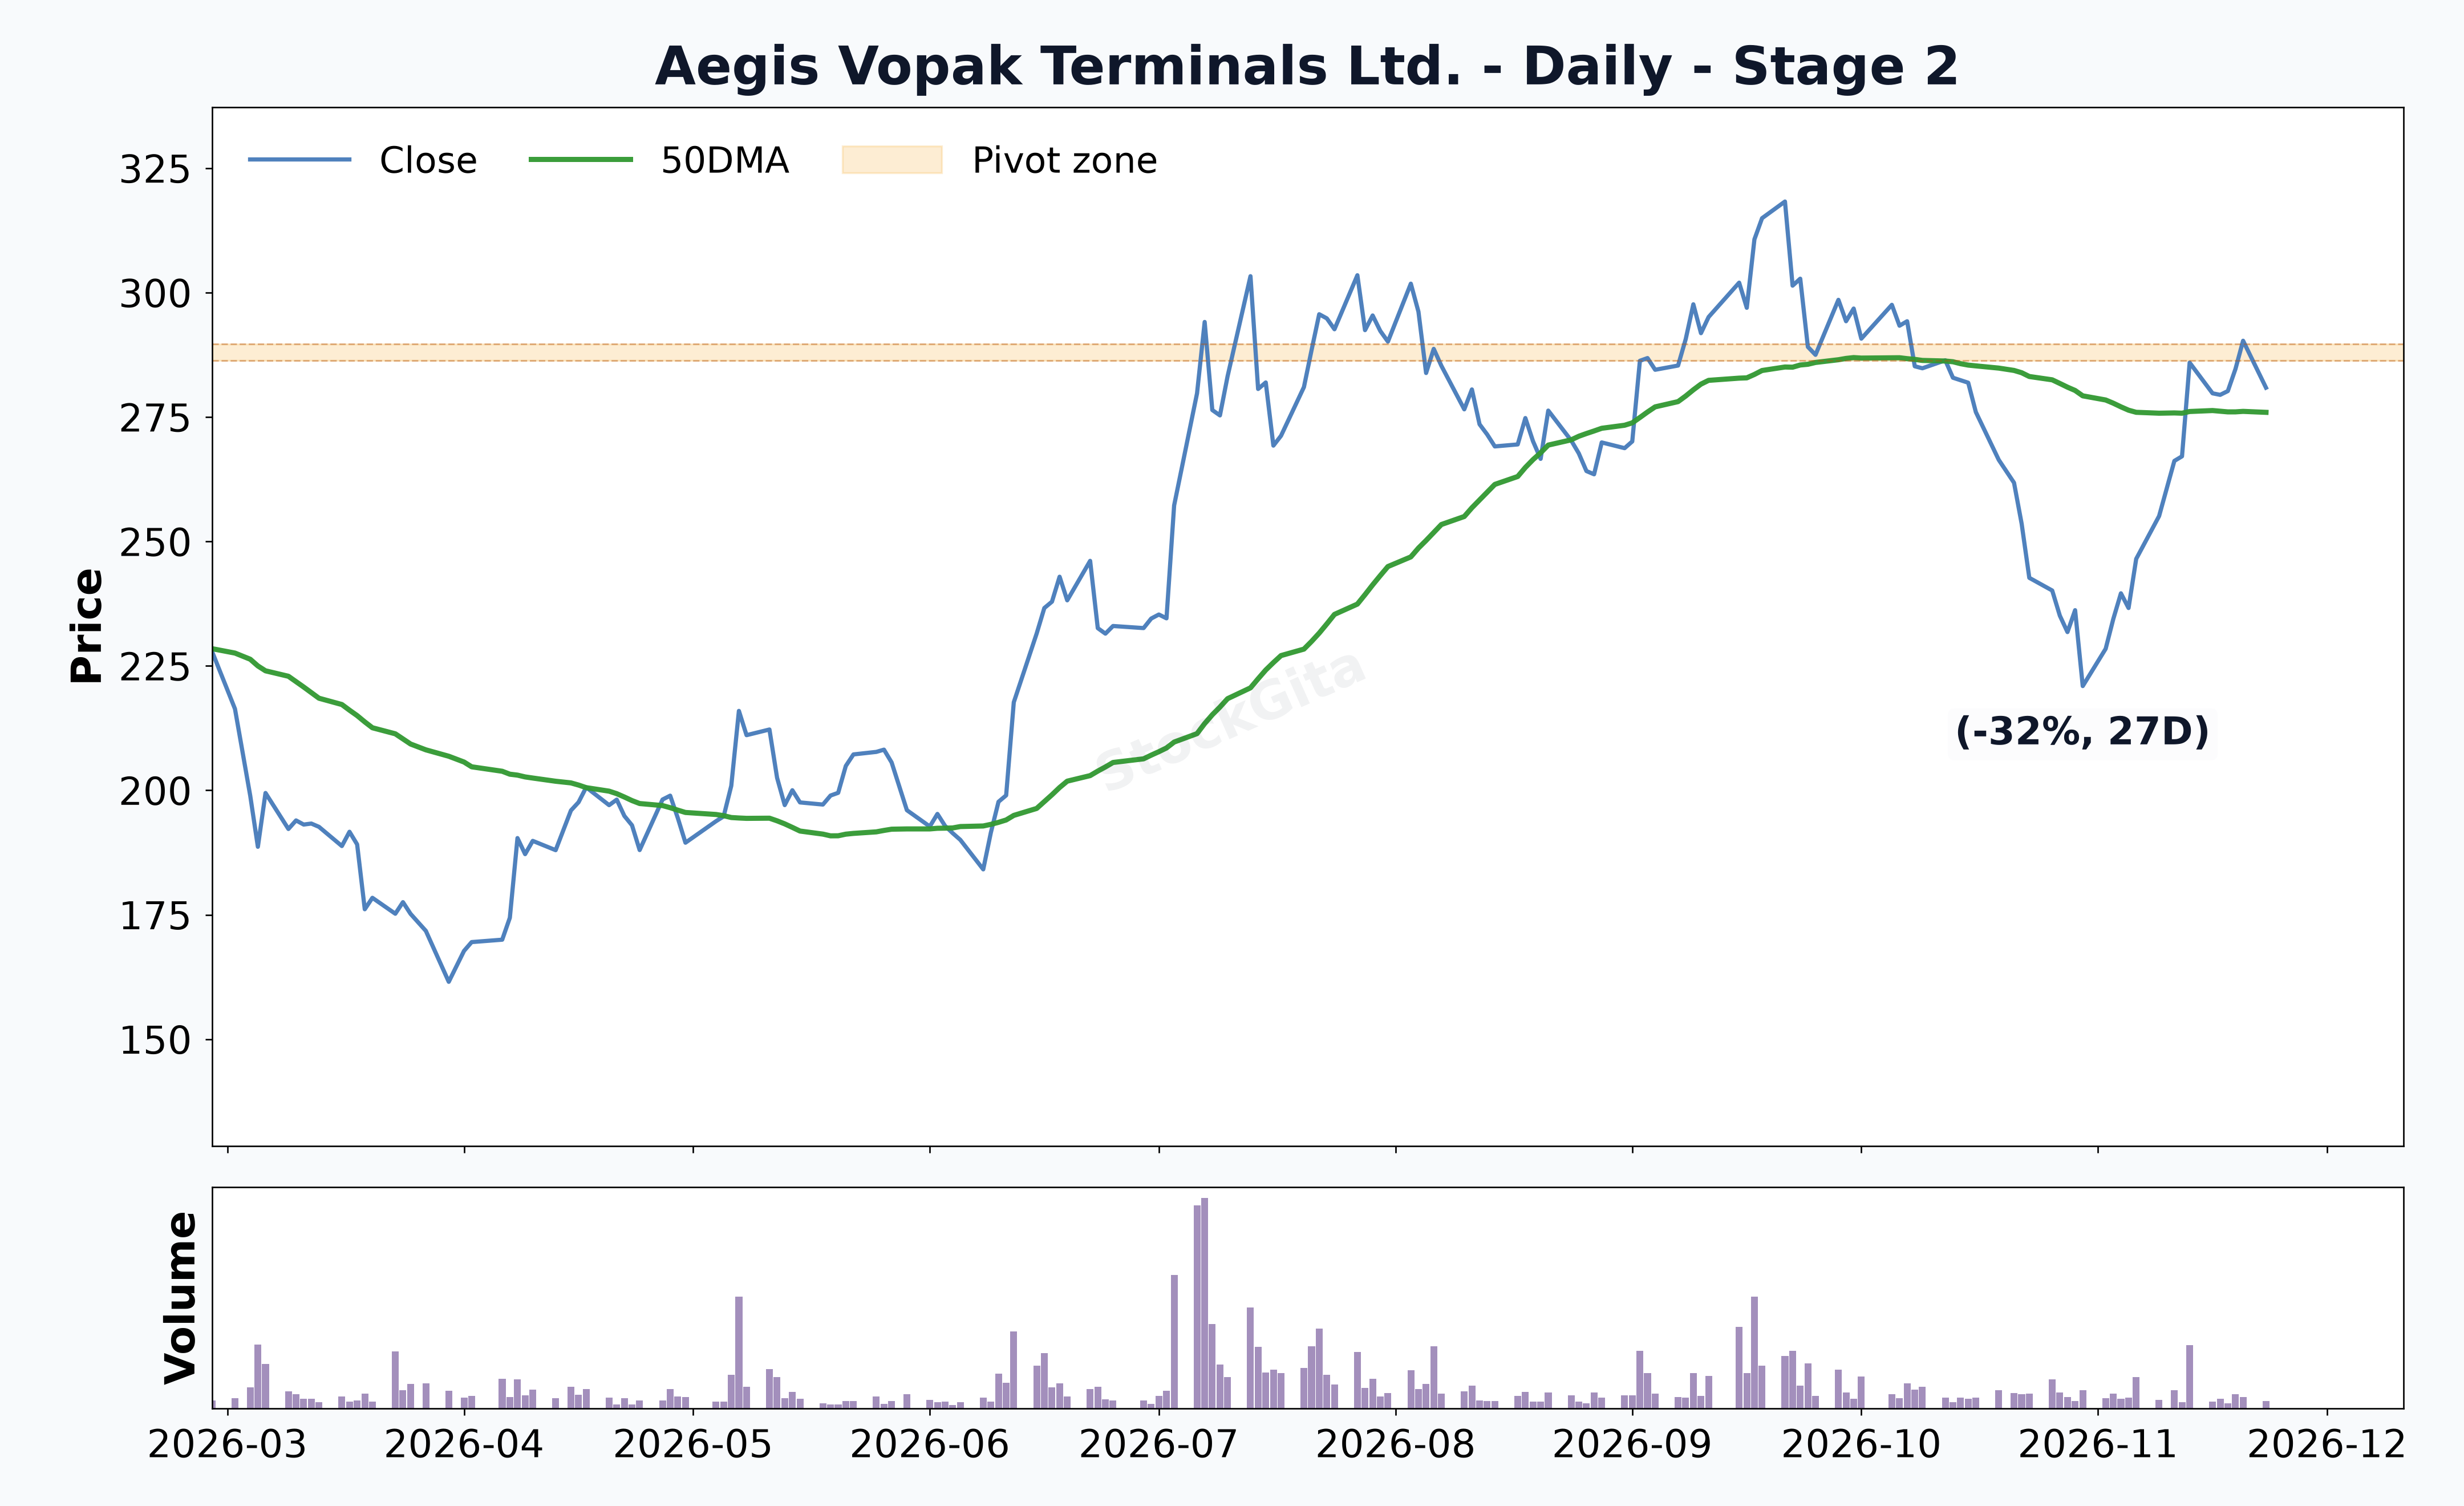 Aegis Vopak Terminals Ltd. - Daily - Stage 2
Close 50DMA Pivot zone
325
300
275
250
225
200
175
150
Price
StockGita
(-32%, 27D)
Volume
2026-03 2026-04 2026-05 2026-06 2026-07 2026-08 2026-09 2026-10 2026-11 2026-12